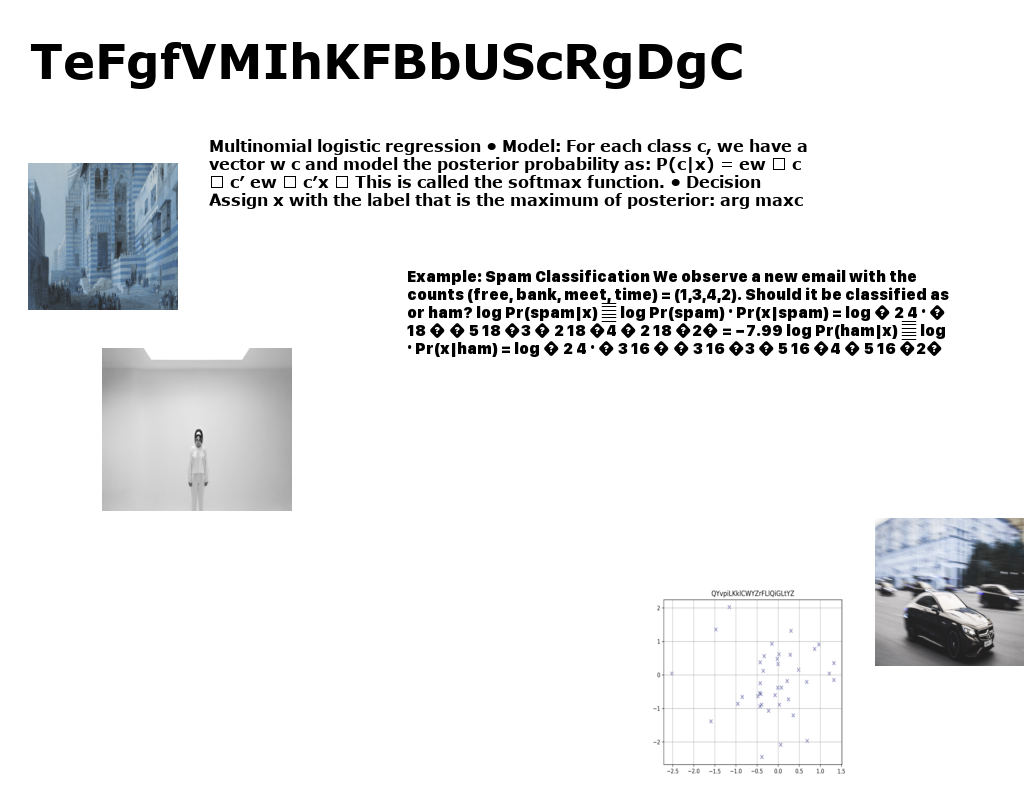 TeFgfVMIhKFBbUScRgDgC
Multinomial logistic regression ● Model: For each class c, we have a
vector w c and model the posterior probability as: P(c|x) = ew □ c
□ c’ ew □ c’x □ This is called the softmax function. ● Decision
Assign x with the label that is the maximum of posterior: arg maxc
Example: Spam Classification We observe a new email with the
counts (free, bank, meet, time) = (1,3,4,2). Should it be classified as
or ham? log Pr(spam|x) log Pr(spam) · Pr(x|spam) = log � 2 4 · �
18 � � 5 18 �3 � 2 18 �4 � 2 18 �2� = −7.99 log Pr(ham|x) log
· Pr(x|ham) = log � 2 4 · � 3 16 � � 3 16 �3 � 5 16 �4 � 5 16 �2�
2
1
0
−1
−2
−2.5 −2.0 −1.5 −1.0 −0.5 0.0 0.5 1.0 1.5